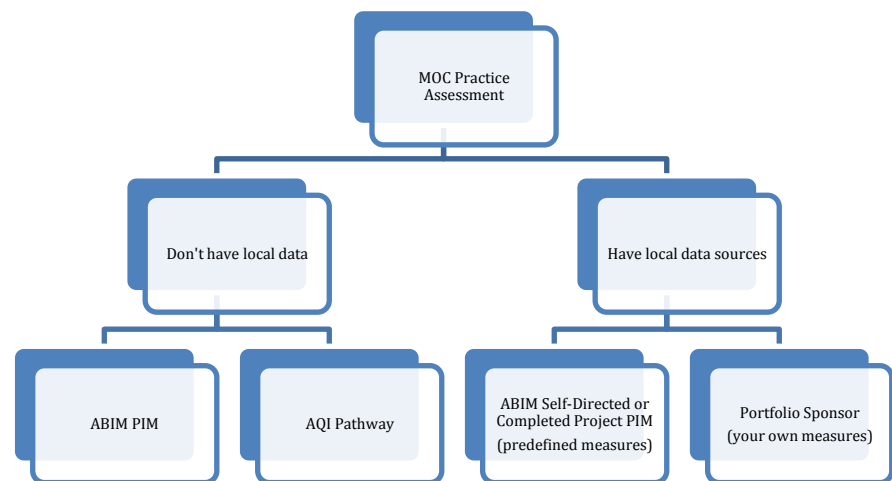 MOC Practice
Assessment
Don't have local data
Have local data sources
ABIM PIM
AQI Pathway
ABIM Self-Directed or
Completed Project PIM
(predefined measures)
Portfolio Sponsor
(your own measures)